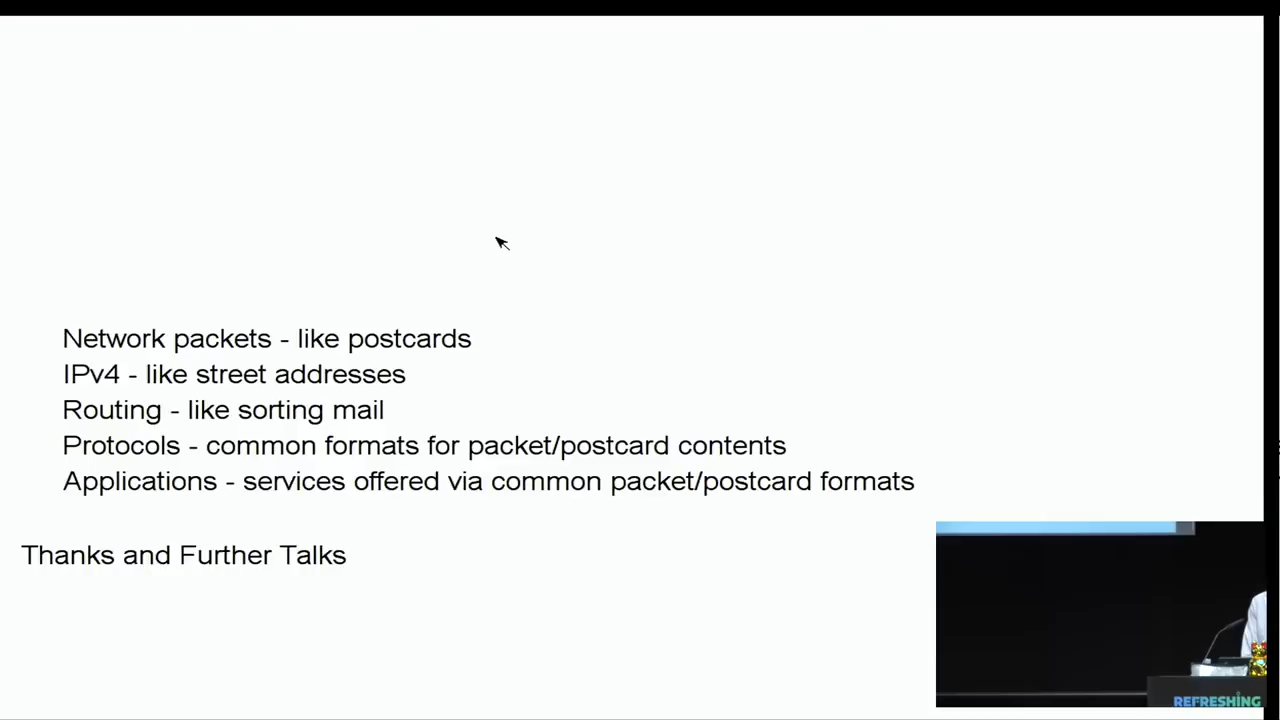 Network packets - like postcards
IPv4 - like street addresses
Routing - like sorting mail
Protocols - common formats for packet/postcard contents
Applications - services offered via common packet/postcard formats
Thanks and Further Talks
REFRESHING